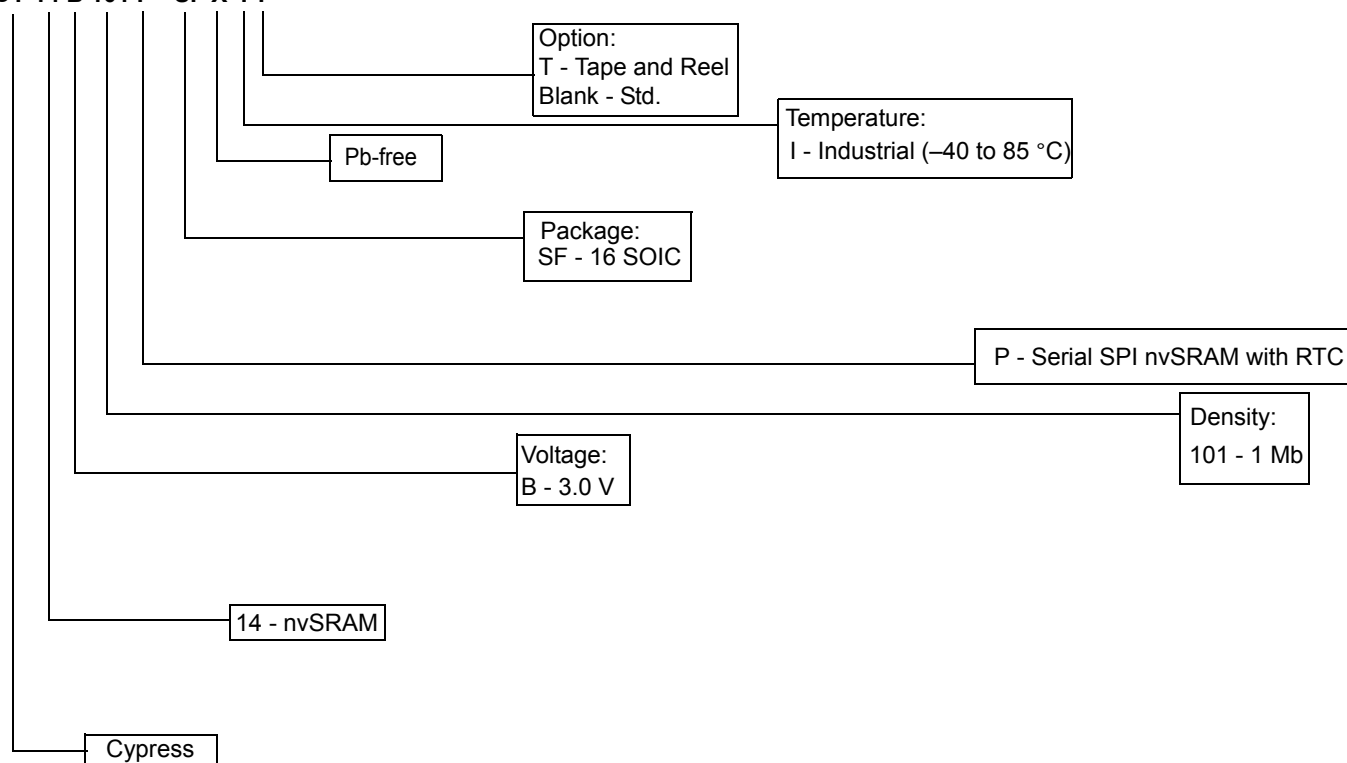 Option:
T - Tape and Reel
Blank - Std.
Temperature:
I - Industrial (–40 to 85 °C)
Pb-free
Package:
SF - 16 SOIC
P - Serial SPI nvSRAM with RTC
Density:
101 - 1 Mb
Voltage:
B - 3.0 V
14 - nvSRAM
Cypress